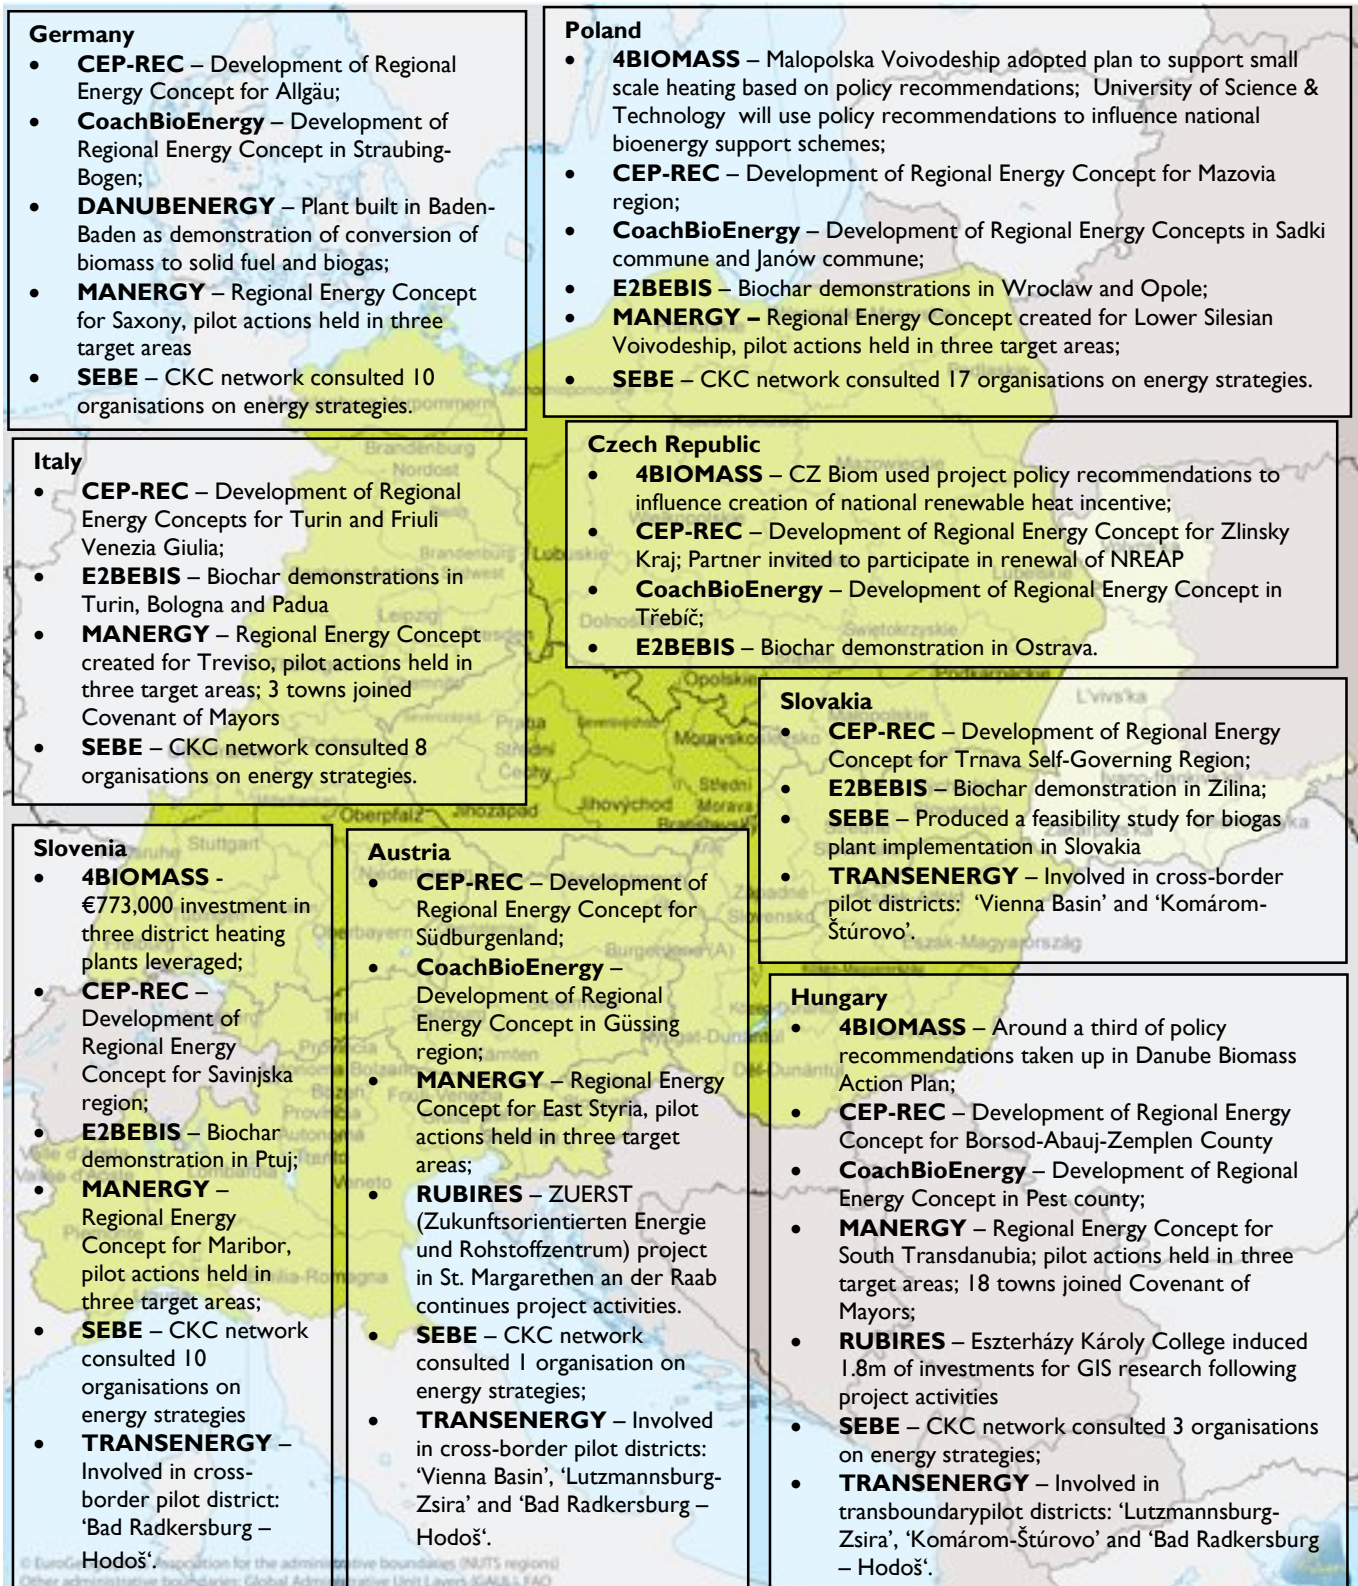 Germany
• CEP-REC – Development of Regional
Energy Concept for Allgäu;
• CoachBioEnergy – Development of
Regional Energy Concept in Straubing-
Bogen;
• DANUBENERGY – Plant built in Baden-
Baden as demonstration of conversion of
biomass to solid fuel and biogas;
• MANERGY – Regional Energy Concept
for Saxony, pilot actions held in three
target areas
• SEBE – CKC network consulted 10
organisations on energy strategies.
Poland
• 4BIOMASS – Malopolska Voivodeship adopted plan to support small
scale heating based on policy recommendations; University of Science &
Technology will use policy recommendations to influence national
bioenergy support schemes;
• CEP-REC – Development of Regional Energy Concept for Mazovia
region;
• CoachBioEnergy – Development of Regional Energy Concepts in Sadki
commune and Janów commune;
• E2BEBIS – Biochar demonstrations in Wroclaw and Opole;
• MANERGY – Regional Energy Concept created for Lower Silesian
Voivodeship, pilot actions held in three target areas;
• SEBE – CKC network consulted 17 organisations on energy strategies.
Italy
• CEP-REC – Development of Regional
Energy Concepts for Turin and Friuli
Venezia Giulia;
• E2BEBIS – Biochar demonstrations in
Turin, Bologna and Padua
• MANERGY – Regional Energy Concept
created for Treviso, pilot actions held in
three target areas; 3 towns joined
Covenant of Mayors
• SEBE – CKC network consulted 8
organisations on energy strategies.
Czech Republic
• 4BIOMASS – CZ Biom used project policy recommendations to
influence creation of national renewable heat incentive;
• CEP-REC – Development of Regional Energy Concept for Zlinsky
Kraj; Partner invited to participate in renewal of NREAP
• CoachBioEnergy – Development of Regional Energy Concept in
Třebíč;
• E2BEBIS – Biochar demonstration in Ostrava.
Slovakia
• CEP-REC – Development of Regional Energy
Concept for Trnava Self-Governing Region;
• E2BEBIS – Biochar demonstration in Zilina;
• SEBE – Produced a feasibility study for biogas
plant implementation in Slovakia
• TRANSENERGY – Involved in cross-border
pilot districts: 'Vienna Basin' and 'Komárom-
Štúrovo'.
Slovenia
• 4BIOMASS -
€773,000 investment in
three district heating
plants leveraged;
• CEP-REC –
Development of
Regional Energy
Concept for Savinjska
region;
• E2BEBIS – Biochar
demonstration in Ptuj;
• MANERGY –
Regional Energy
Concept for Maribor,
pilot actions held in
three target areas;
• SEBE – CKC network
consulted 10
organisations on
energy strategies
• TRANSENERGY –
Involved in cross-
border pilot district:
'Bad Radkersburg –
Hodoš'.
Austria
• CEP-REC – Development of
Regional Energy Concept for
Südburgenland;
• CoachBioEnergy –
Development of Regional
Energy Concept in Güssing
region;
• MANERGY – Regional Energy
Concept for East Styria, pilot
actions held in three target
areas;
• RUBIRES – ZUERST
(Zukunftsorientierten Energie
und Rohstoffzentrum) project
in St. Margarethen an der Raab
continues project activities.
• SEBE – CKC network
consulted 1 organisation on
energy strategies;
• TRANSENERGY – Involved
in cross-border pilot districts:
'Vienna Basin', 'Lutzmannsburg-
Zsira' and 'Bad Radkersburg –
Hodoš'.
Hungary
• 4BIOMASS – Around a third of policy
recommendations taken up in Danube Biomass
Action Plan;
• CEP-REC – Development of Regional Energy
Concept for Borsod-Abauj-Zemplen County
• CoachBioEnergy – Development of Regional
Energy Concept in Pest county;
• MANERGY – Regional Energy Concept for
South Transdanubia; pilot actions held in three
target areas; 18 towns joined Covenant of
Mayors;
• RUBIRES – Eszterházy Károly College induced
1.8m of investments for GIS research following
project activities
• SEBE – CKC network consulted 3 organisations
on energy strategies;
• TRANSENERGY – Involved in
transboundarypilot districts: 'Lutzmannsburg-
Zsira', 'Komárom-Štúrovo' and 'Bad Radkersburg
– Hodoš'.
Brandenburg
Nordost
Lubuskie
Leipzig
Opolskie
Podkarpackie
L'vivs'ka
Praha
Střední
Čechy
Jihozápad
Jihovýchod
Střední
Morava
Oberpfalz
Stuttgart
Észak-Magyarország
Burgenland (A)
Tirol
Kärnten
Veneto
Lombardia
Piemonte